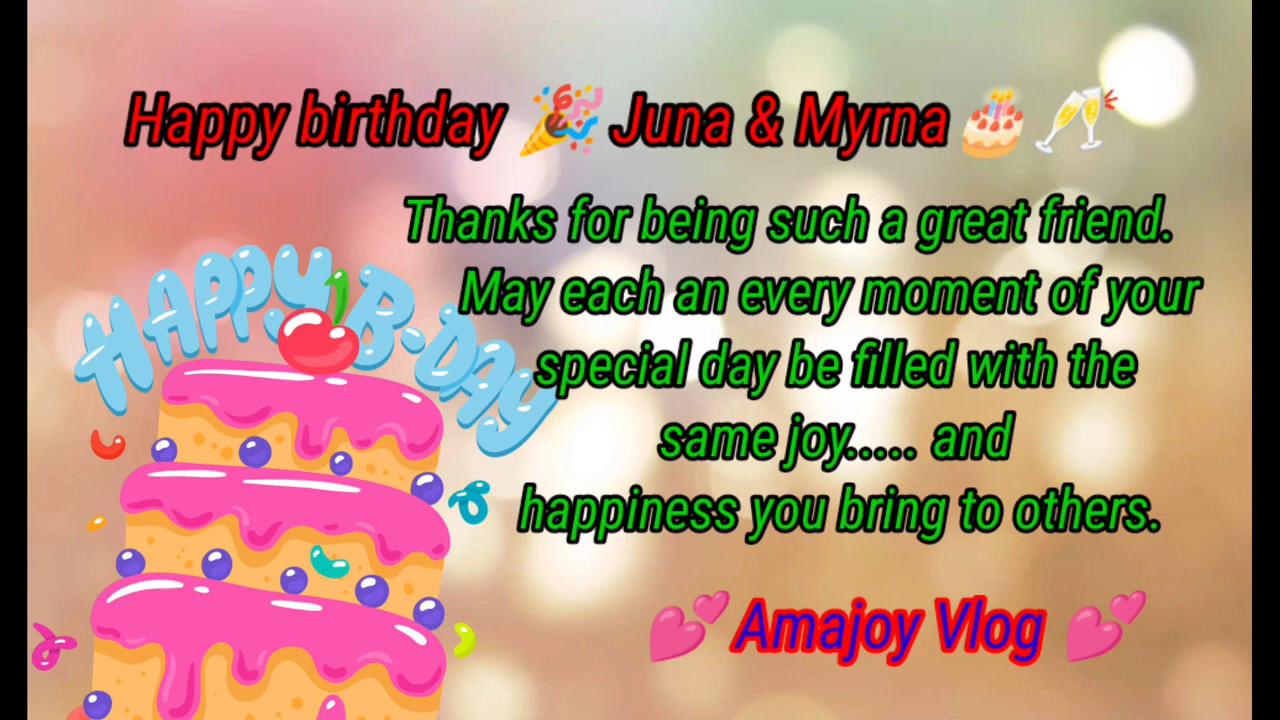 Happy birthday 🎉 Juna & Myrna 🎂 🥂
Thanks for being such a great friend.
May each an every moment of your
special day be filled with the
same joy..... and
happiness you bring to others.
HAPPY B-DAY
💕 Amajoy Vlog 💕